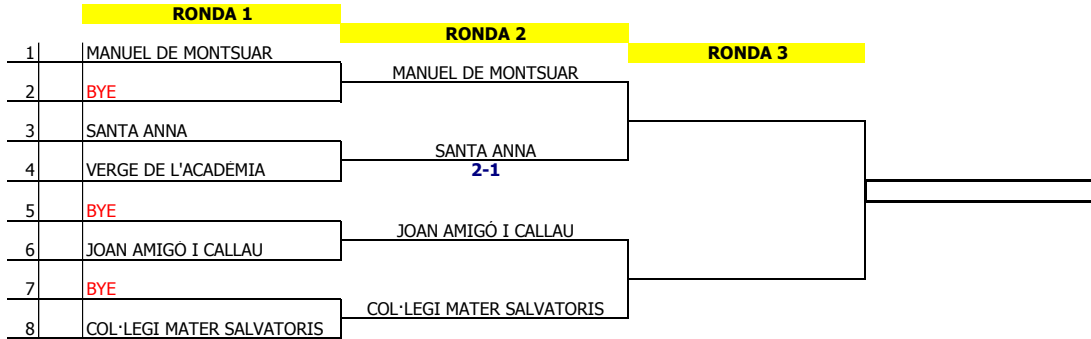 RONDA 1
RONDA 2
RONDA 3
1 MANUEL DE MONTSUAR
MANUEL DE MONTSUAR
2 BYE
3 SANTA ANNA
SANTA ANNA
4 VERGE DE L'ACADÈMIA
2-1
5 BYE
JOAN AMIGÓ I CALLAU
6 JOAN AMIGÓ I CALLAU
7 BYE
COL·LEGI MATER SALVATORIS
8 COL·LEGI MATER SALVATORIS